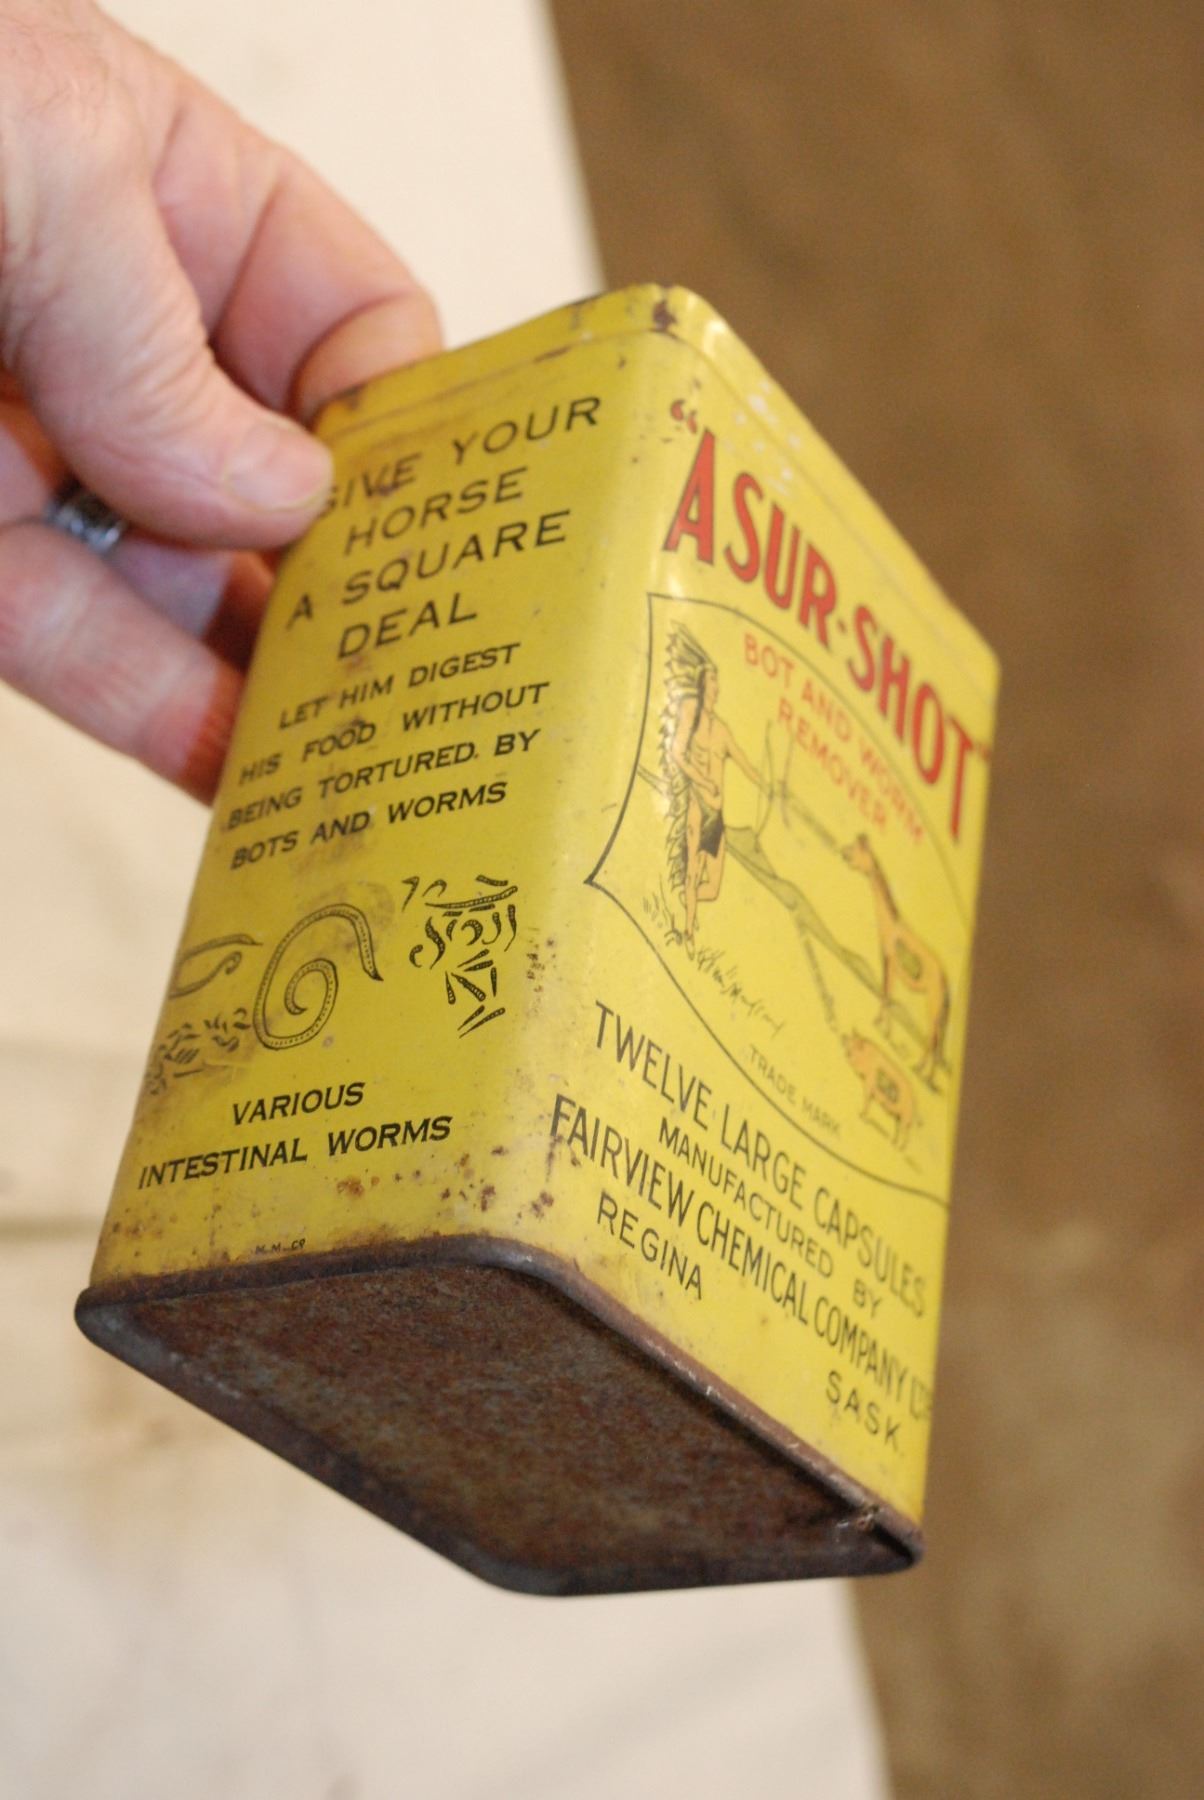 GIVE YOUR
HORSE
A SQUARE
DEAL
LET HIM DIGEST
HIS FOOD WITHOUT
BEING TORTURED. BY
BOTS AND WORMS
VARIOUS
INTESTINAL WORMS
M.M.Co
"A SUR-SHOT"
BOT AND WORM
REMOVER
TRADE MARK
TWELVE LARGE CAPSULES
MANUFACTURED BY
FAIRVIEW CHEMICAL COMPANY LTD
REGINA SASK.